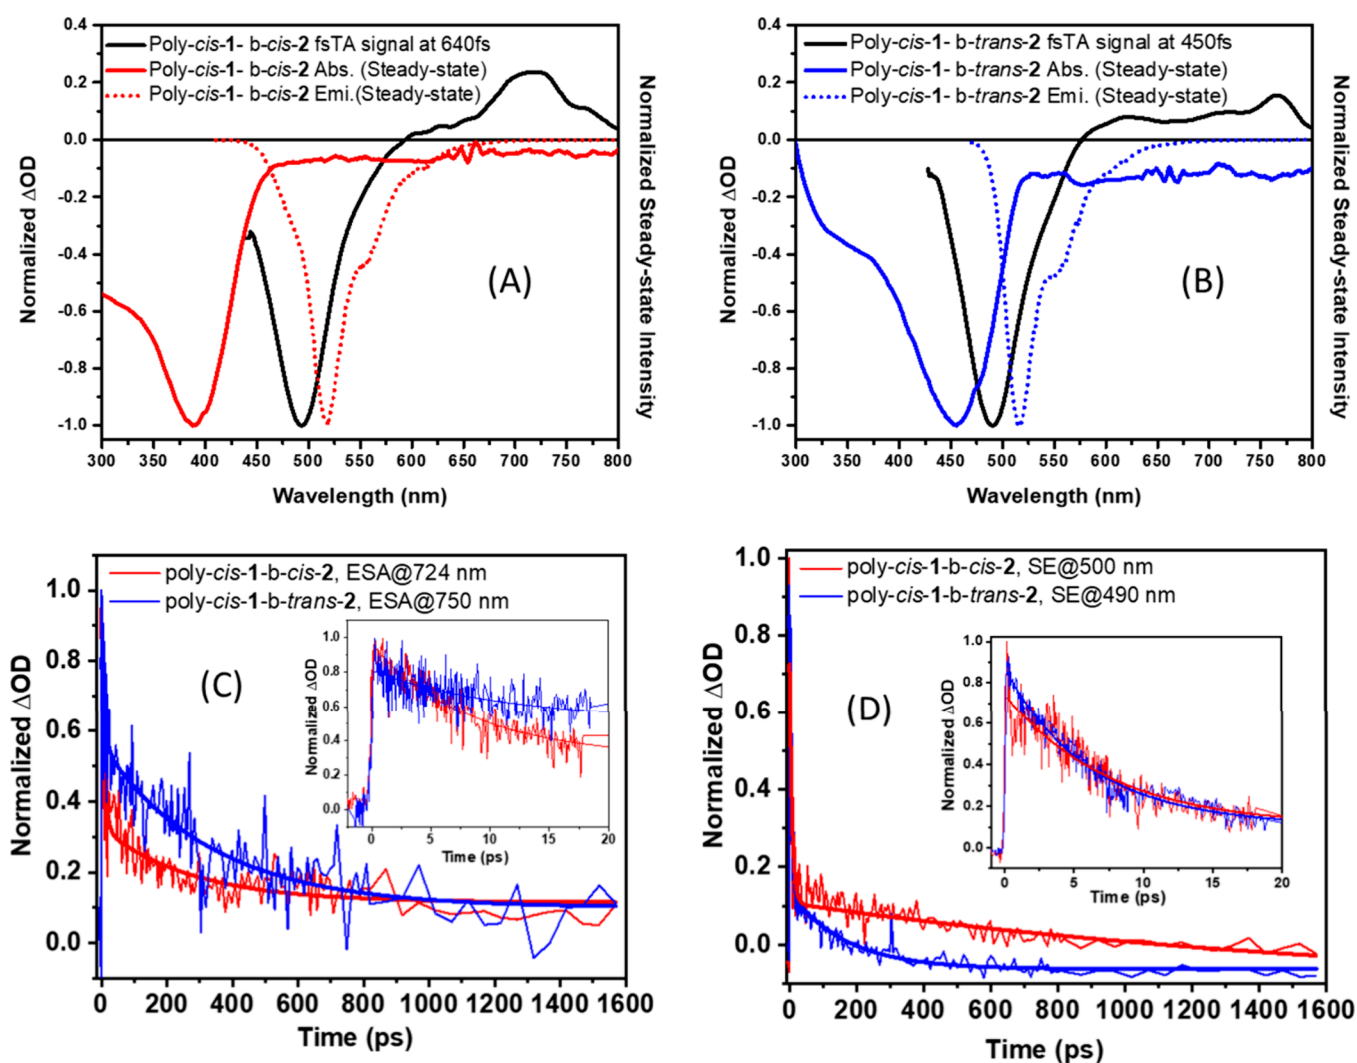 Poly-cis-1- b-cis-2 fsTA signal at 640fs
Poly-cis-1- b-cis-2 Abs. (Steady-state)
Poly-cis-1- b-cis-2 Emi.(Steady-state)
0.4
0.2
0.0
-0.2
-0.4
-0.6
-0.8
-1.0
Normalized ΔOD
Normalized Steady-state Intensity
(A)
300 350 400 450 500 550 600 650 700 750 800
Wavelength (nm)
Poly-cis-1- b-trans-2 fsTA signal at 450fs
Poly-cis-1- b-trans-2 Abs. (Steady-state)
Poly-cis-1- b-trans-2 Emi.(Steady-state)
0.4
0.2
0.0
-0.2
-0.4
-0.6
-0.8
-1.0
Normalized ΔOD
Normalized Steady-state Intensity
(B)
300 350 400 450 500 550 600 650 700 750 800
Wavelength (nm)
poly-cis-1-b-cis-2, ESA@724 nm
poly-cis-1-b-trans-2, ESA@750 nm
1.0
0.8
0.6
0.4
0.2
0.0
Normalized ΔOD
(C)
1.0
0.8
0.6
0.4
0.2
0.0
Normalized ΔOD
0 5 10 15 20
Time (ps)
0 200 400 600 800 1000 1200 1400 1600
Time (ps)
poly-cis-1-b-cis-2, SE@500 nm
poly-cis-1-b-trans-2, SE@490 nm
1.0
0.8
0.6
0.4
0.2
0.0
Normalized ΔOD
(D)
1.0
0.8
0.6
0.4
0.2
0.0
Normalized ΔOD
0 5 10 15 20
Time (ps)
0 200 400 600 800 1000 1200 1400 1600
Time (ps)